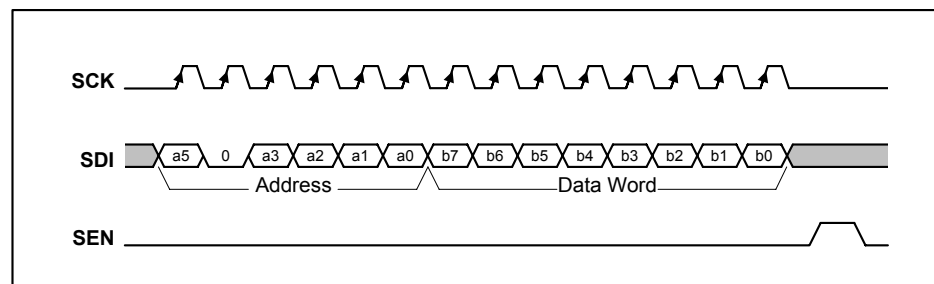 SCK
SDI a5 0 a3 a2 a1 a0 b7 b6 b5 b4 b3 b2 b1 b0
Address Data Word
SEN